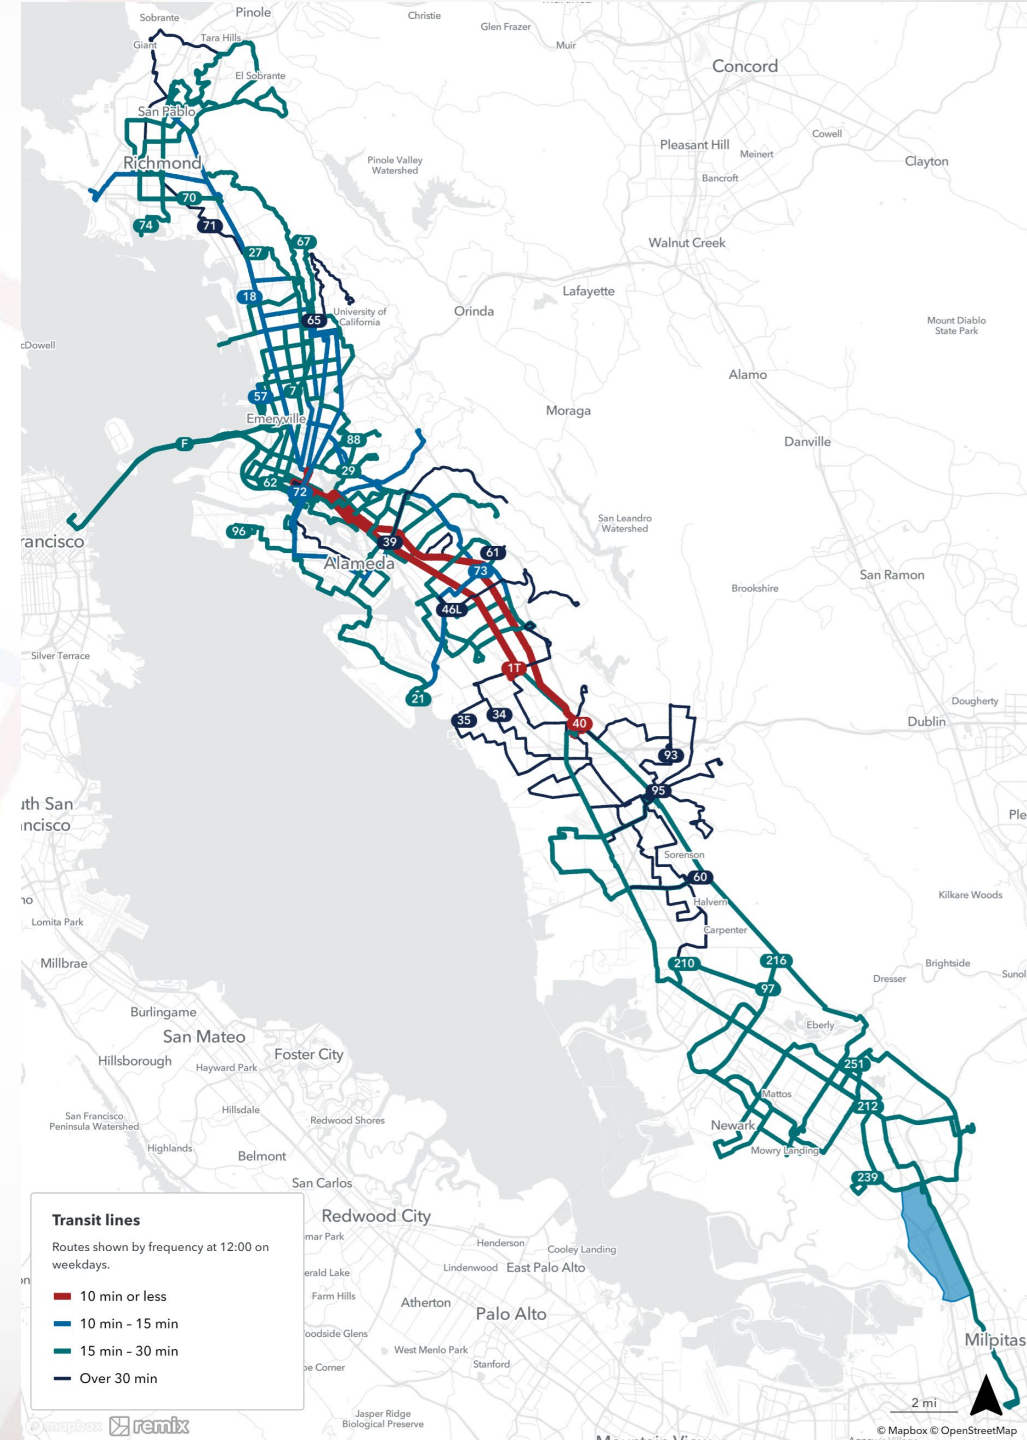 Sobrante
Pinole
Christie
Glen Frazer
Giant
Tara Hills
Muir
El Sobrante
Concord
San Pablo
Cowell
Pleasant Hill
Meinert
Richmond
Pinole Valley
Watershed
Clayton
Bancroft
70
74
71
67
Walnut Creek
27
18
Lafayette
University of
California
Orinda
65
Mount Diablo
State Park
cDowell
Alamo
7
57
Moraga
Emeryville
F
88
Danville
29
62
72
San Leandro
Watershed
96
rancisco
39
61
Alameda
73
San Ramon
Brookshire
46L
Silver Terrace
1T
21
Dougherty
35
34
40
Dublin
93
95
uth San
ancisco
Ple
Sorenson
60
Kilkare Woods
Halvern
Lomita Park
Carpenter
Millbrae
210
216
Brightside
Dresser
Sunol
97
Burlingame
Eberly
San Mateo
Foster City
Hillsborough
Hayward Park
251
Mattos
Hillsdale
212
San Francisco
Peninsula Watershed
Redwood Shores
Newark
Highlands
Mowry Landing
Belmont
San Carlos
239
Redwood City
Transit lines
Routes shown by frequency at 12:00 on
weekdays.
10 min or less
10 min – 15 min
15 min – 30 min
Over 30 min
mar Park
Henderson
Cooley Landing
erald Lake
Lindenwood
East Palo Alto
Farm Hills
Atherton
Palo Alto
oodside Glens
West Menlo Park
Milpitas
pe Corner
Stanford
2 mi
Jasper Ridge
Biological Preserve
mapbox
remix
© Mapbox © OpenStreetMap